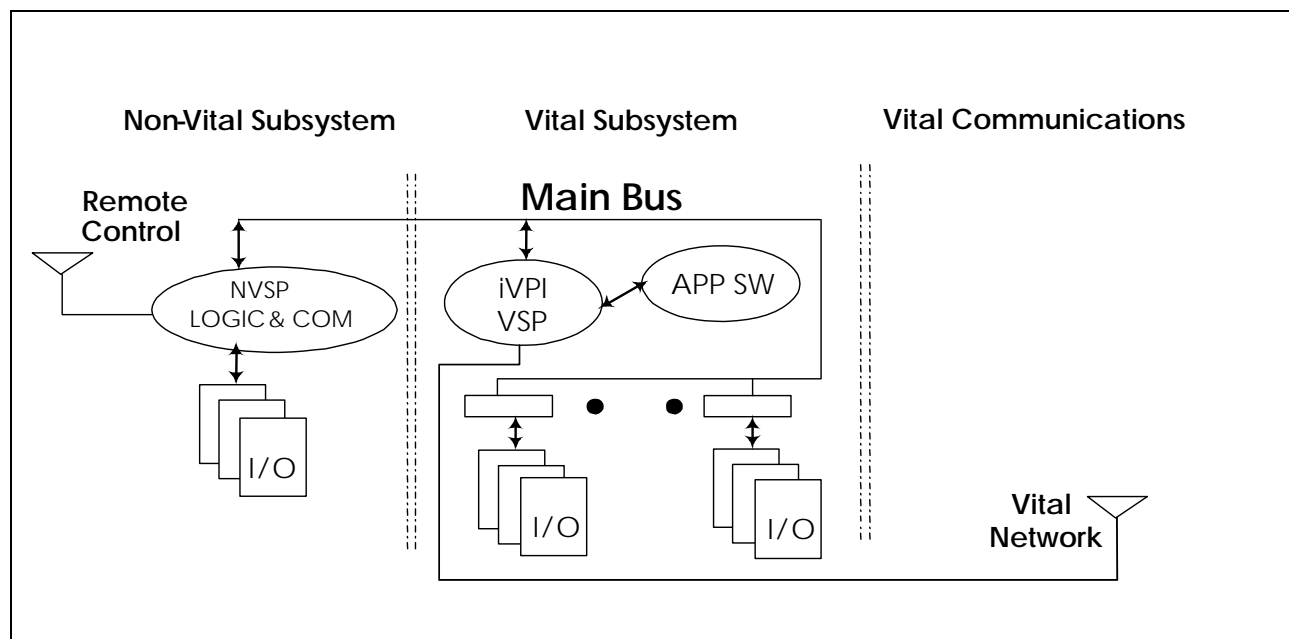 Non-Vital Subsystem
Vital Subsystem
Vital Communications
Remote
Control
Main Bus
NVSP
LOGIC & COM
iVPI
VSP
APP SW
I/O
I/O
I/O
Vital
Network